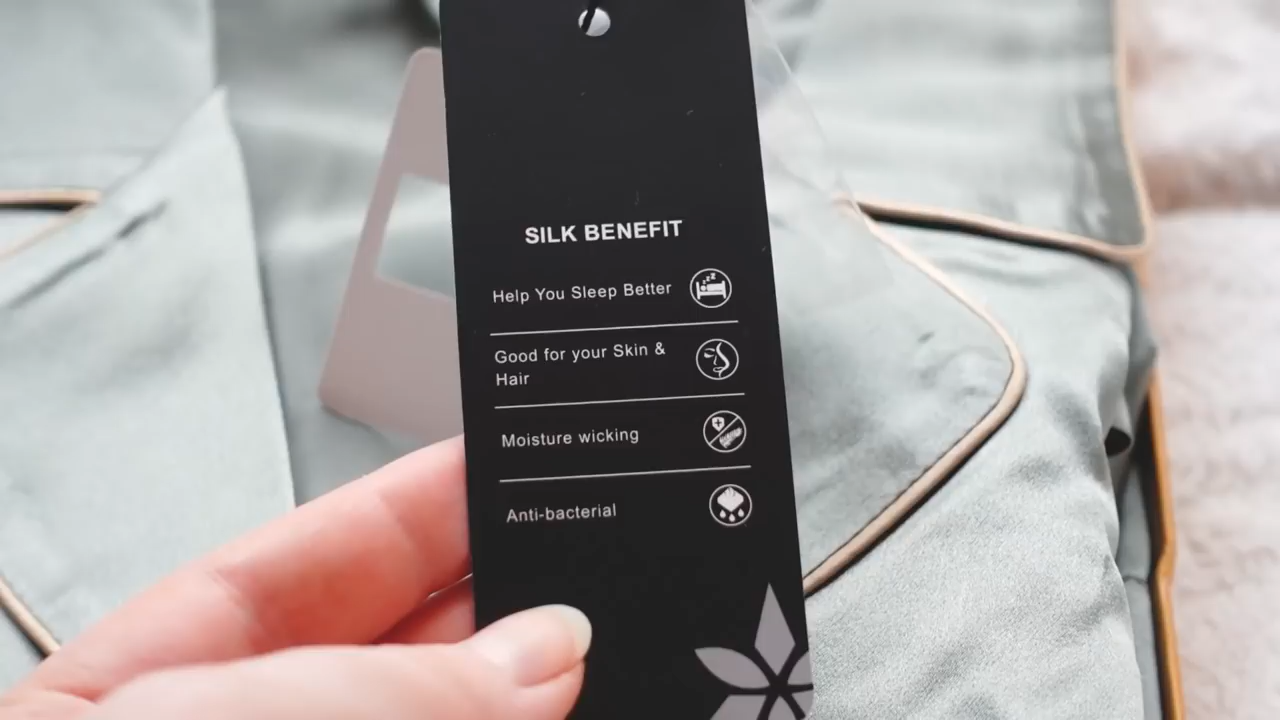 SILK BENEFIT
Help You Sleep Better
Good for your Skin &
Hair
Moisture wicking
Anti-bacterial